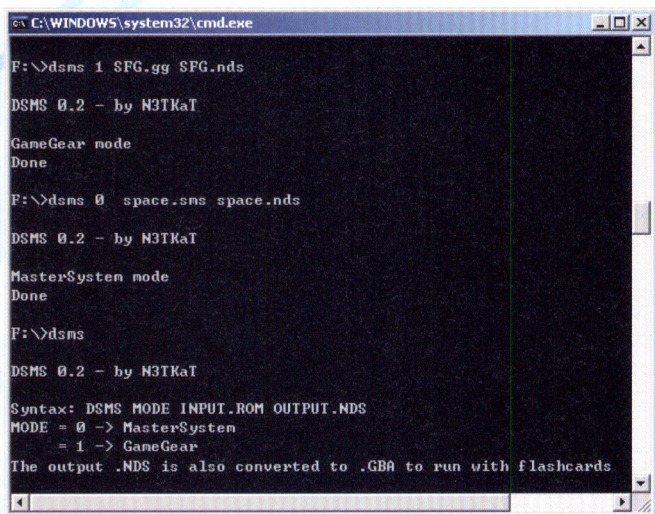 C:\WINDOWS\system32\cmd.exe
F:\>dsms 1 SFG.gg SFG.nds
DSMS 0.2 - by N3TKaT
GameGear mode
Done
F:\>dsms 0  space.sms space.nds
DSMS 0.2 - by N3TKaT
MasterSystem mode
Done
F:\>dsms
DSMS 0.2 - by N3TKaT
Syntax: DSMS MODE INPUT.ROM OUTPUT.NDS
MODE = 0 -> MasterSystem
     = 1 -> GameGear
The output .NDS is also converted to .GBA to run with flashcards